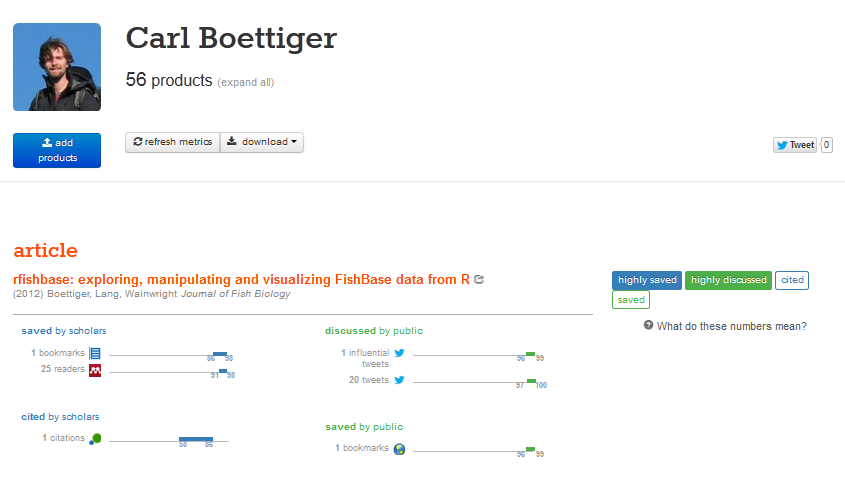 Carl Boettiger
56 products (expand all)
add products
refresh metrics
download
Tweet
0
article
rfishbase: exploring, manipulating and visualizing FishBase data from R
(2012) Boettiger, Lang, Wainwright Journal of Fish Biology
highly saved
highly discussed
cited
saved
What do these numbers mean?
saved by scholars
1 bookmarks
86 98
25 readers
91 98
cited by scholars
1 citations
58 86
discussed by public
1 influential
tweets
96 99
20 tweets
97 100
saved by public
1 bookmarks
96 99